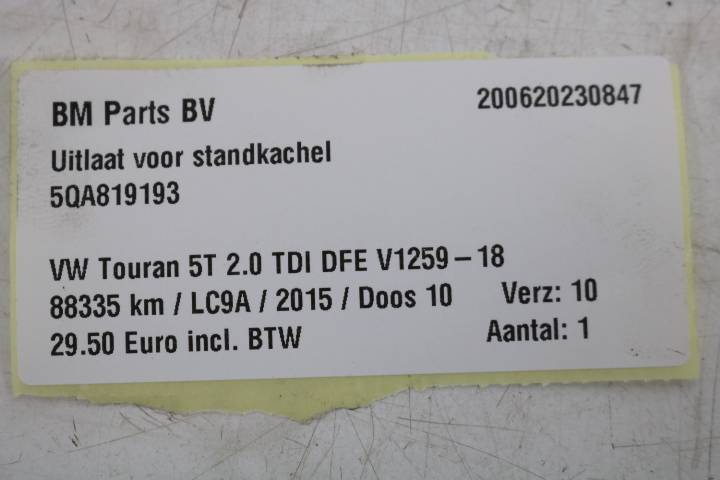 BM Parts BV 200620230847
Uitlaat voor standkachel
5QA819193
VW Touran 5T 2.0 TDI DFE V1259-18
88335 km / LC9A / 2015 / Doos 10 Verz: 10
29.50 Euro incl. BTW Aantal: 1